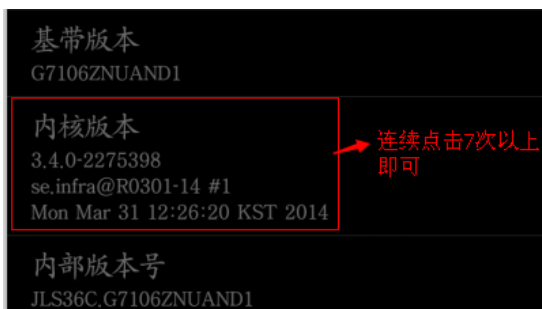 基带版本
G7106ZNUAND1
内核版本
3.4.0-2275398
se.infra@R0301-14 #1
Mon Mar 31 12:26:20 KST 2014
连续点击7次以上
即可
内部版本号
JLS36C.G7106ZNUAND1